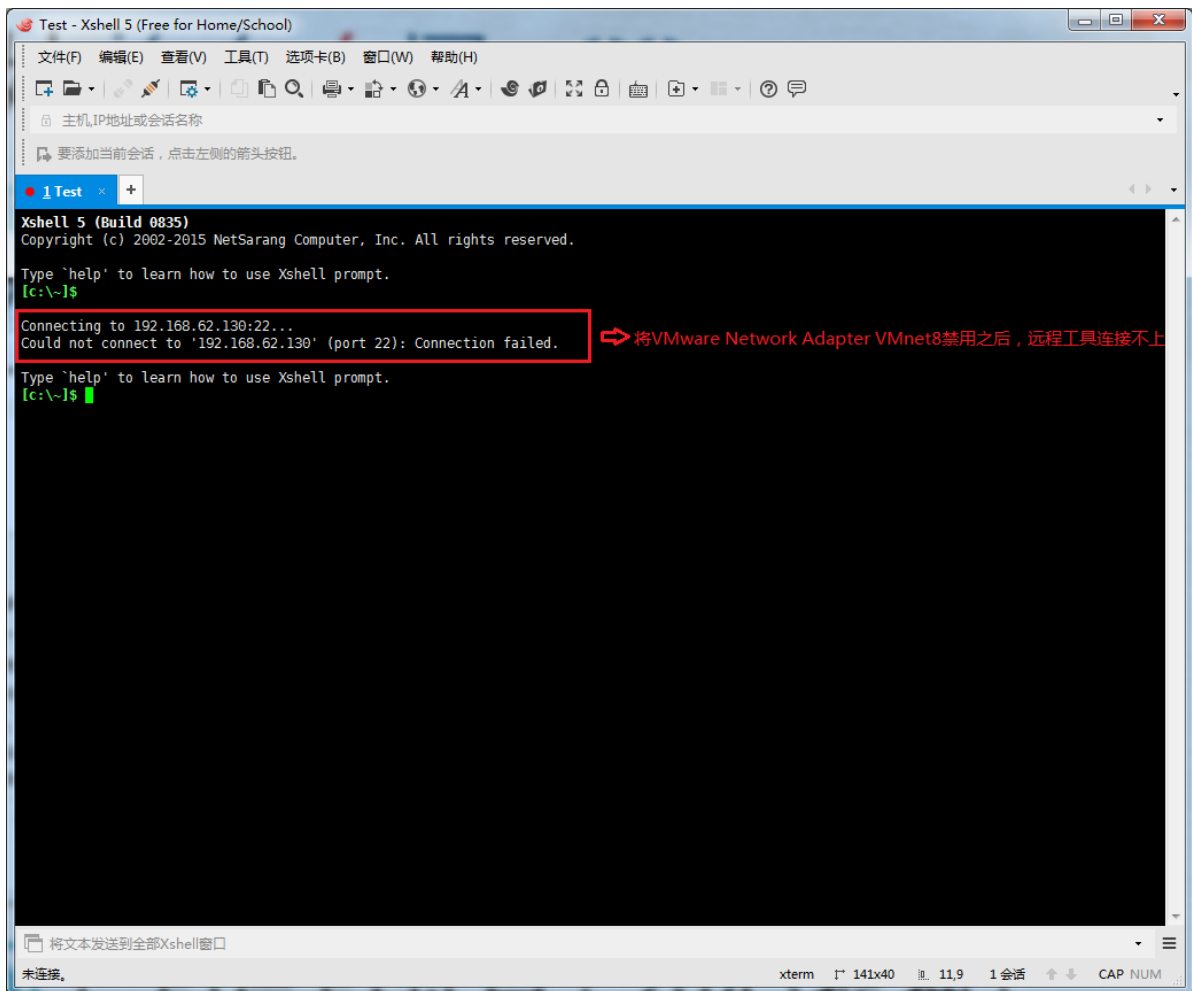 Test - Xshell 5 (Free for Home/School)
文件(F) 编辑(E) 查看(V) 工具(T) 选项卡(B) 窗口(W) 帮助(H)
主机,IP地址或会话名称
要添加当前会话，点击左侧的箭头按钮。
1 Test × +
Xshell 5 (Build 0835)
Copyright (c) 2002-2015 NetSarang Computer, Inc. All rights reserved.
Type `help' to learn how to use Xshell prompt.
[c:\~]$
Connecting to 192.168.62.130:22...
Could not connect to '192.168.62.130' (port 22): Connection failed.
将VMware Network Adapter VMnet8禁用之后，远程工具连接不上
Type `help' to learn how to use Xshell prompt.
[c:\~]$
将文本发送到全部Xshell窗口
未连接。 xterm 141x40 11,9 1 会话 CAP NUM